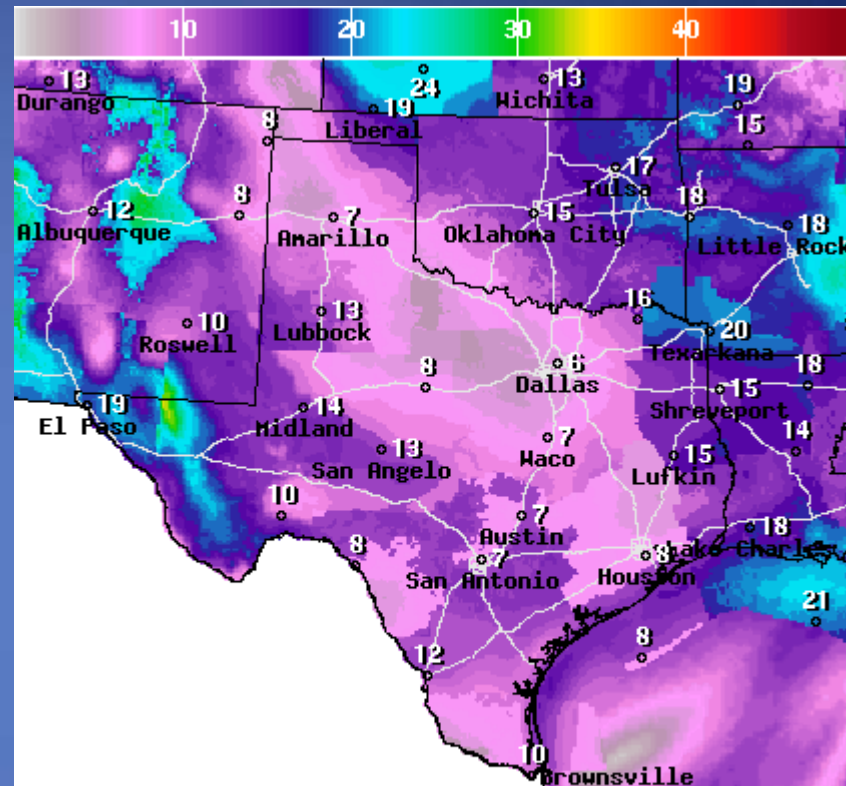 10 20 30 40
13 24 13 19
Durango 19 Liberal Wichita
8 15
17
Tulsa
12 8 7 15 18 18
Albuquerque Amarillo Oklahoma City Little Rock
10 13 16
Roswell Lubbock 20
Texarkana
8 6
Dallas 15 18
19 14 Shreveport
El Paso Midland
13 7 15 14
San Angelo Waco Lufkin
10 7
Austin 18
8 7 8 Lake Charles
San Antonio Houston
21
8
12
10
Brownsville